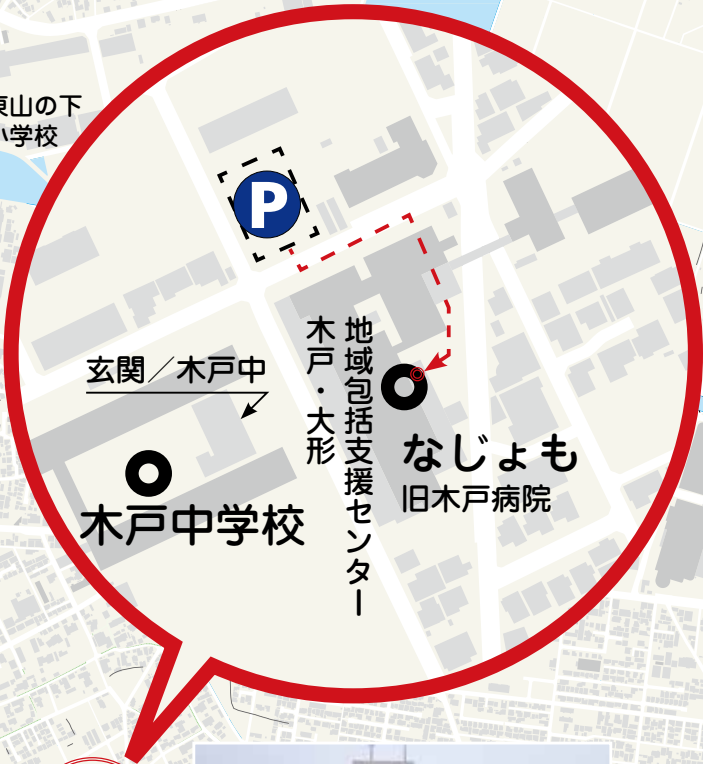 東山の下
小学校
P
玄関／木戸中
地域包括支援センター
木戸・大形
なじょも
旧木戸病院
木戸中学校